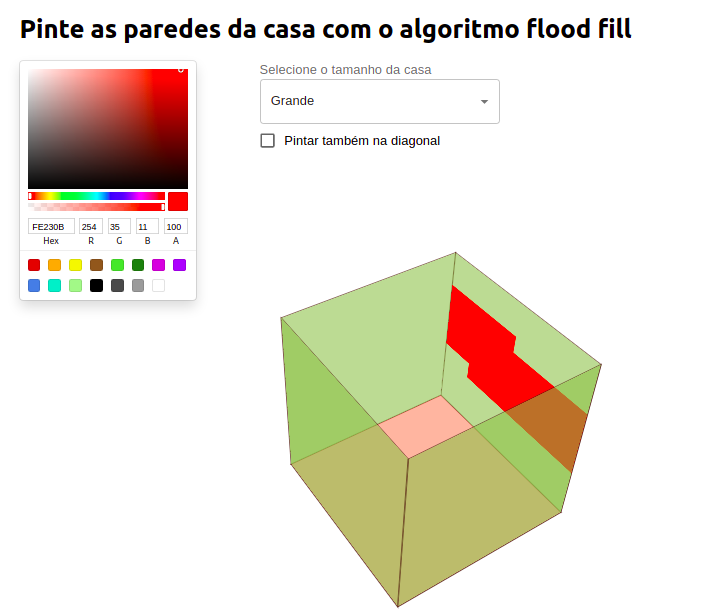 Pinte as paredes da casa com o algoritmo flood fill
Selecione o tamanho da casa
Grande
Pintar também na diagonal
FE230B 254 35 11 100
Hex R G B A